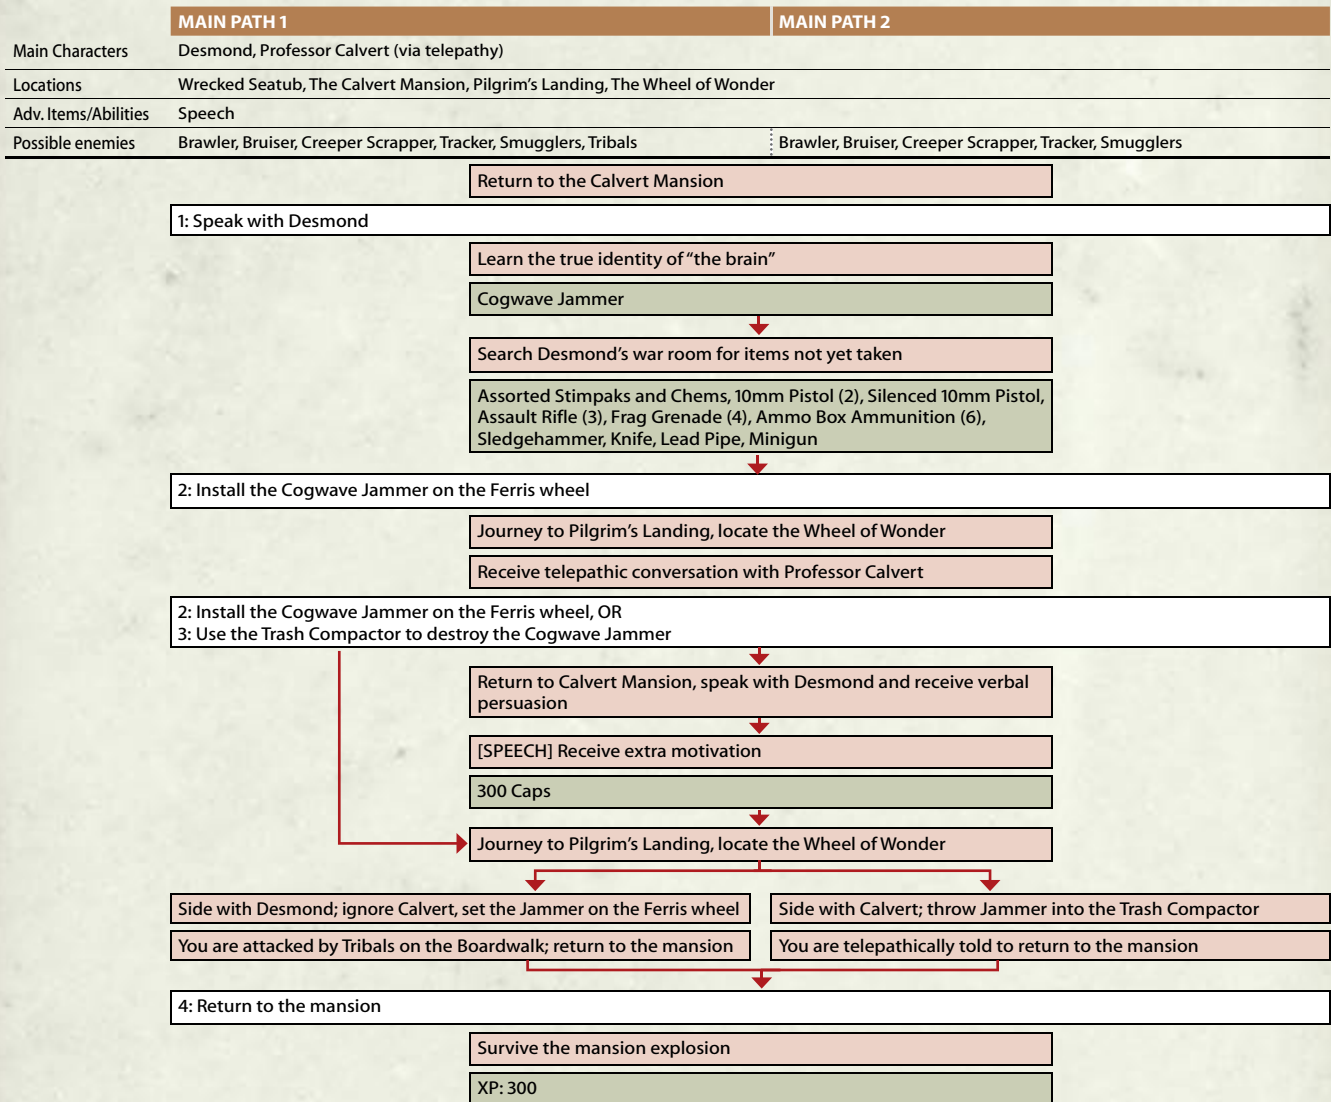 MAIN PATH 1 MAIN PATH 2
Main Characters Desmond, Professor Calvert (via telepathy)
Locations Wrecked Seatub, The Calvert Mansion, Pilgrim's Landing, The Wheel of Wonder
Adv. Items/Abilities Speech
Possible enemies Brawler, Bruiser, Creeper Scrapper, Tracker, Smugglers, Tribals Brawler, Bruiser, Creeper Scrapper, Tracker, Smugglers
Return to the Calvert Mansion
1: Speak with Desmond
Learn the true identity of “the brain”
Cogwave Jammer
Search Desmond's war room for items not yet taken
Assorted Stimpaks and Chems, 10mm Pistol (2), Silenced 10mm Pistol,
Assault Rifle (3), Frag Grenade (4), Ammo Box Ammunition (6),
Sledgehammer, Knife, Lead Pipe, Minigun
2: Install the Cogwave Jammer on the Ferris wheel
Journey to Pilgrim's Landing, locate the Wheel of Wonder
Receive telepathic conversation with Professor Calvert
2: Install the Cogwave Jammer on the Ferris wheel, OR
3: Use the Trash Compactor to destroy the Cogwave Jammer
Return to Calvert Mansion, speak with Desmond and receive verbal
persuasion
[SPEECH] Receive extra motivation
300 Caps
Journey to Pilgrim's Landing, locate the Wheel of Wonder
Side with Desmond; ignore Calvert, set the Jammer on the Ferris wheel Side with Calvert; throw Jammer into the Trash Compactor
You are attacked by Tribals on the Boardwalk; return to the mansion You are telepathically told to return to the mansion
4: Return to the mansion
Survive the mansion explosion
XP: 300